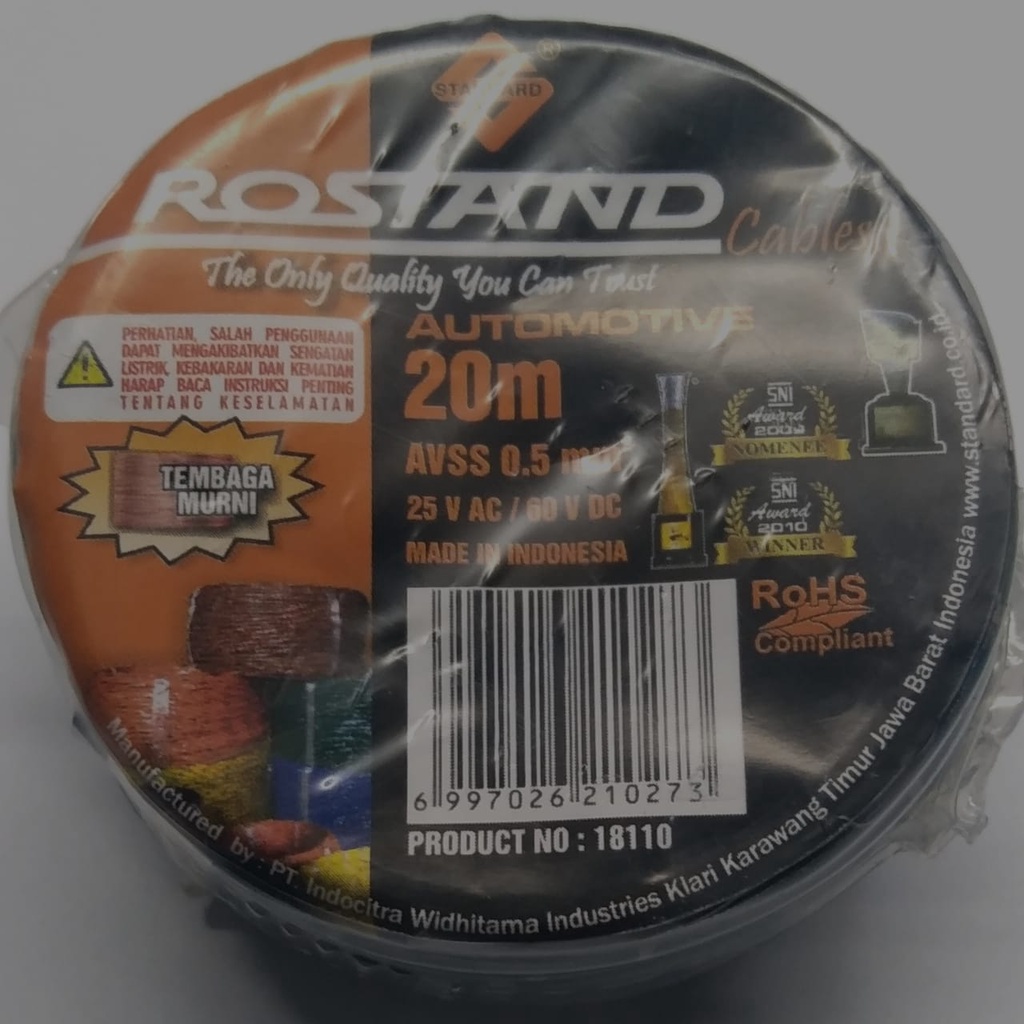 STANDARD
®
ROSTAND
Cables
The Only Quality You Can Trust
PERHATIAN, SALAH PENGGUNAAN
DAPAT MENGAKIBATKAN SENGATAN
LISTRIK, KEBAKARAN DAN KEMATIAN
HARAP BACA INSTRUKSI PENTING
TENTANG KESELAMATAN
TEMBAGA
MURNI
AUTOMOTIVE
20m
AVSS 0.5 mm²
25 V AC / 60 V DC
MADE IN INDONESIA
SNI
Award
2009
NOMENEE
SNI
Award
2010
WINNER
RoHS
Compliant
6 997026 210273
PRODUCT NO : 18110
Manufactured by : PT. Indocitra Widhitama Industries Klari Karawang Timur Jawa Barat Indonesia www.standard.co.id